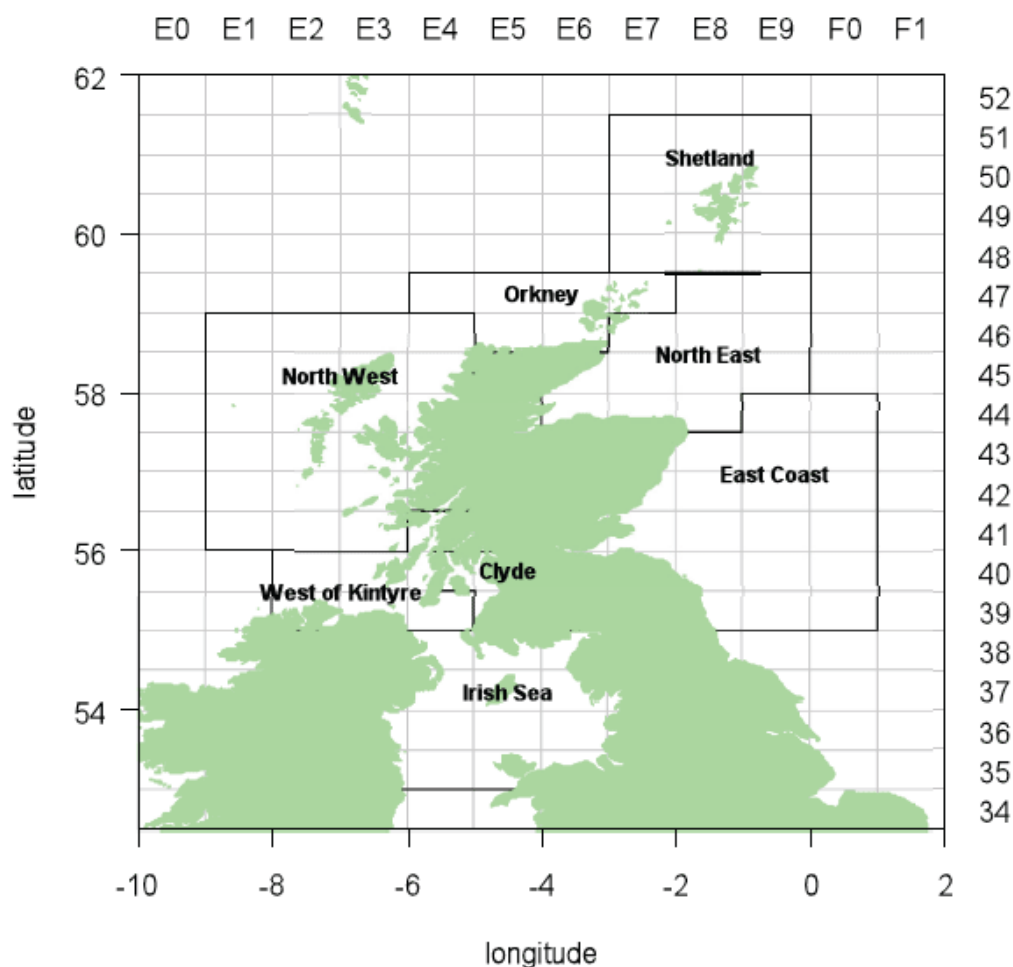 E0 E1 E2 E3 E4 E5 E6 E7 E8 E9 F0 F1
62
52
51
Shetland
50
49
60
48
Orkney
47
46
North East
North West
45
58
44
43
East Coast
42
41
56
Clyde
40
West of Kintyre
39
38
Irish Sea
37
54
36
35
34
-10 -8 -6 -4 -2 0 2
latitude
longitude